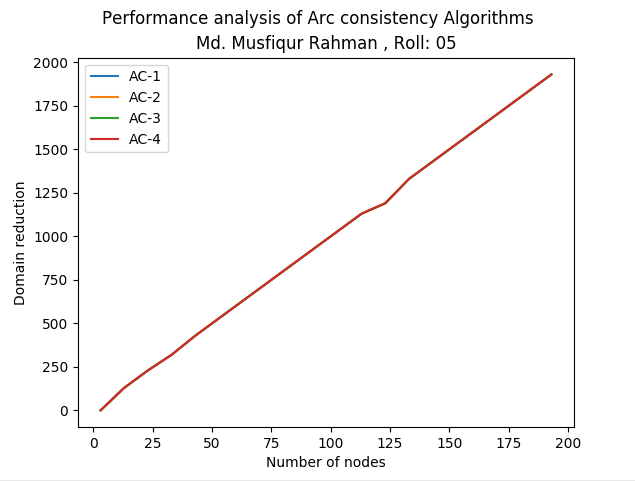 Performance analysis of Arc consistency Algorithms
Md. Musfiqur Rahman , Roll: 05
2000
1750
1500
1250
1000
750
500
250
0
Domain reduction
AC-1
AC-2
AC-3
AC-4
0 25 50 75 100 125 150 175 200
Number of nodes